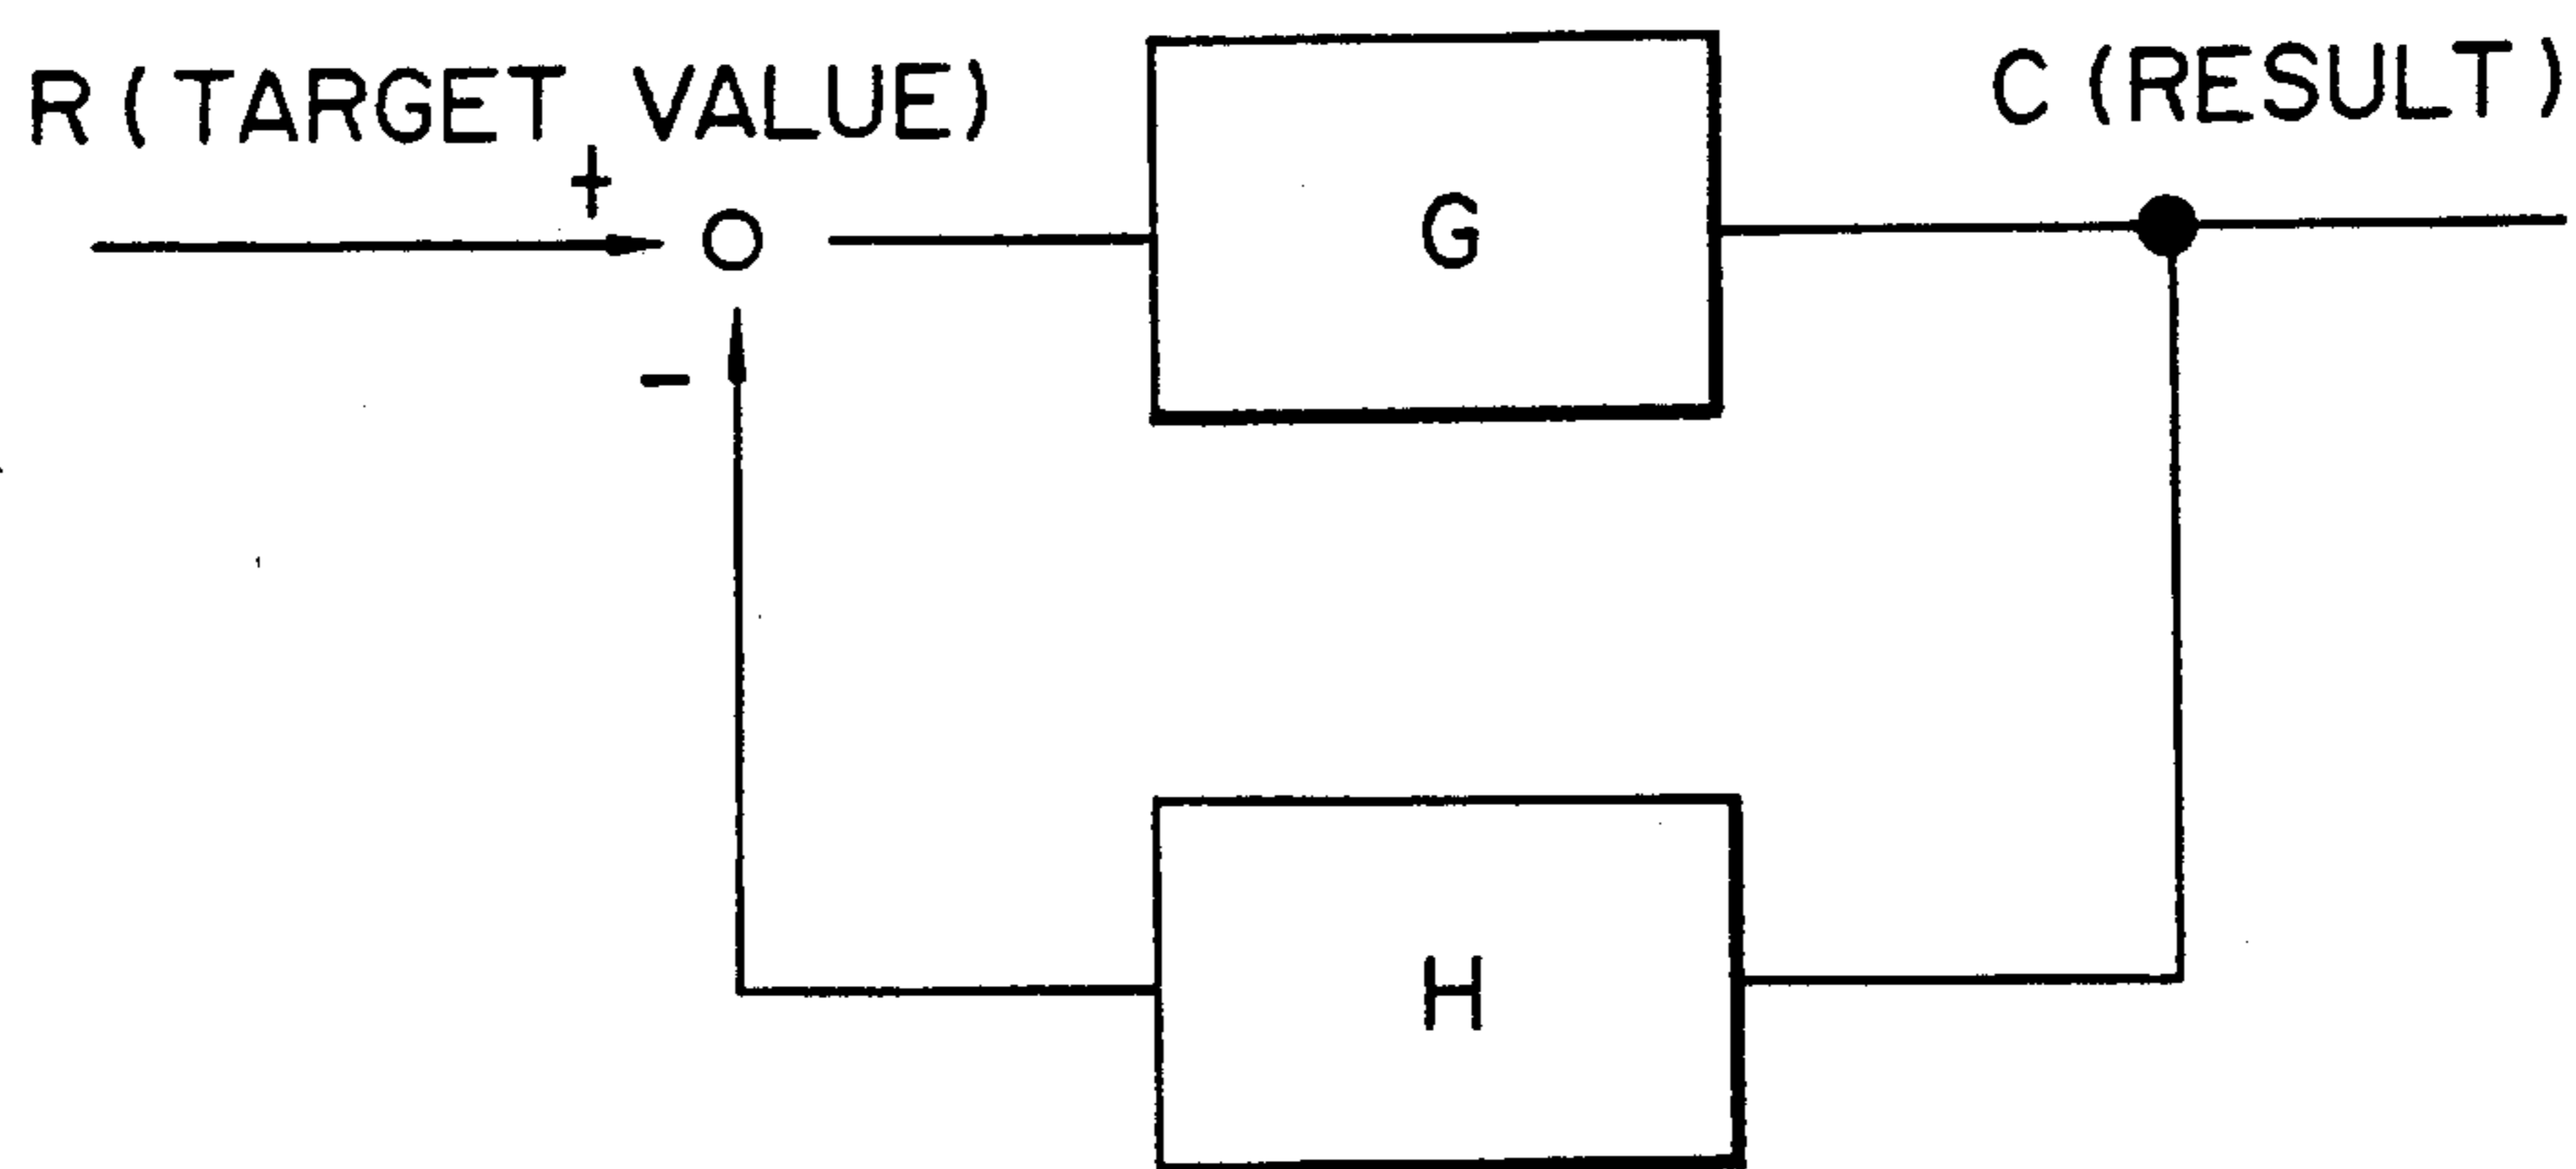 R (TARGET VALUE)
C (RESULT)
+
G
-
H